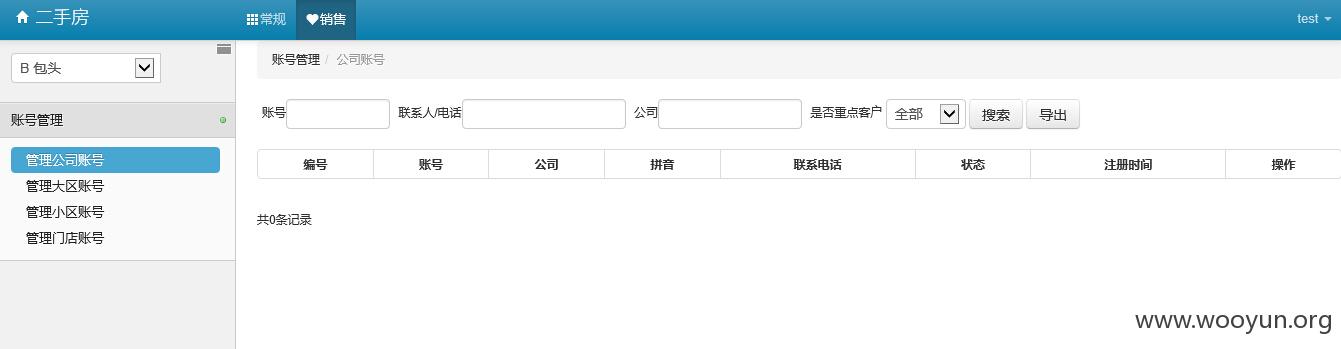 二手房 常规 销售 test
B 包头
账号管理 / 公司账号
账号 联系人/电话 公司 是否重点客户 全部 搜索 导出
账号管理
管理公司账号
管理大区账号
管理小区账号
管理门店账号
编号 账号 公司 拼音 联系电话 状态 注册时间 操作
共0条记录
www.wooyun.org